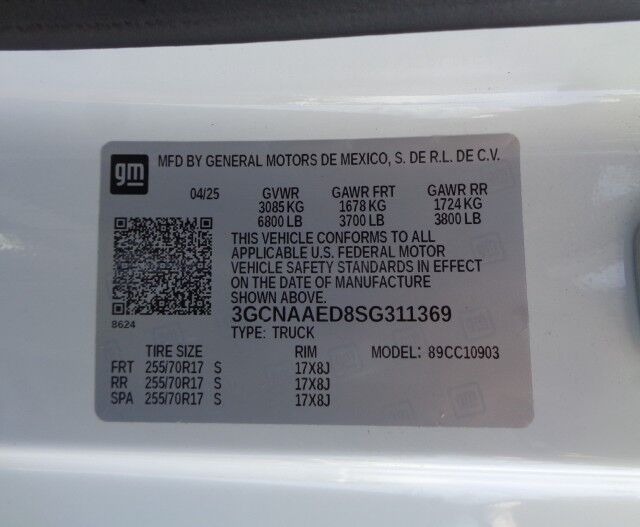 gm MFD BY GENERAL MOTORS DE MEXICO, S. DE R.L. DE C.V.
04/25 GVWR GAWR FRT GAWR RR
3085 KG 1678 KG 1724 KG
6800 LB 3700 LB 3800 LB
THIS VEHICLE CONFORMS TO ALL
APPLICABLE U.S. FEDERAL MOTOR
VEHICLE SAFETY STANDARDS IN EFFECT
ON THE DATE OF MANUFACTURE
SHOWN ABOVE.
3GCNAAED8SG311369
8624 TYPE: TRUCK
TIRE SIZE RIM MODEL: 89CC10903
FRT 255/70R17 S 17X8J
RR 255/70R17 S 17X8J
SPA 255/70R17 S 17X8J